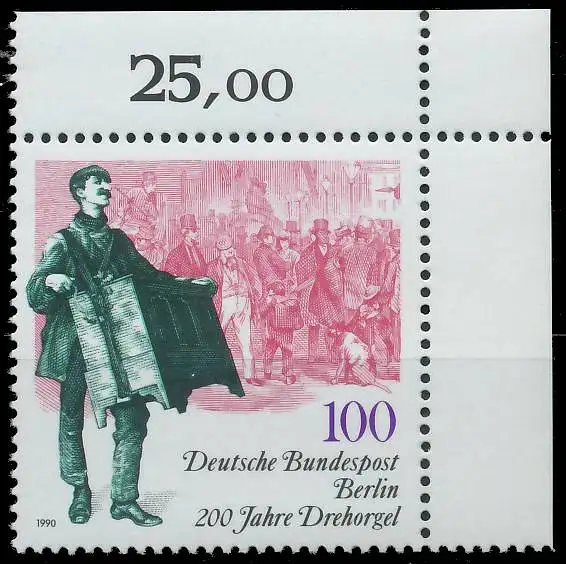 25,00
100
Deutsche Bundespost
Berlin
200 Jahre Drehorgel
1990